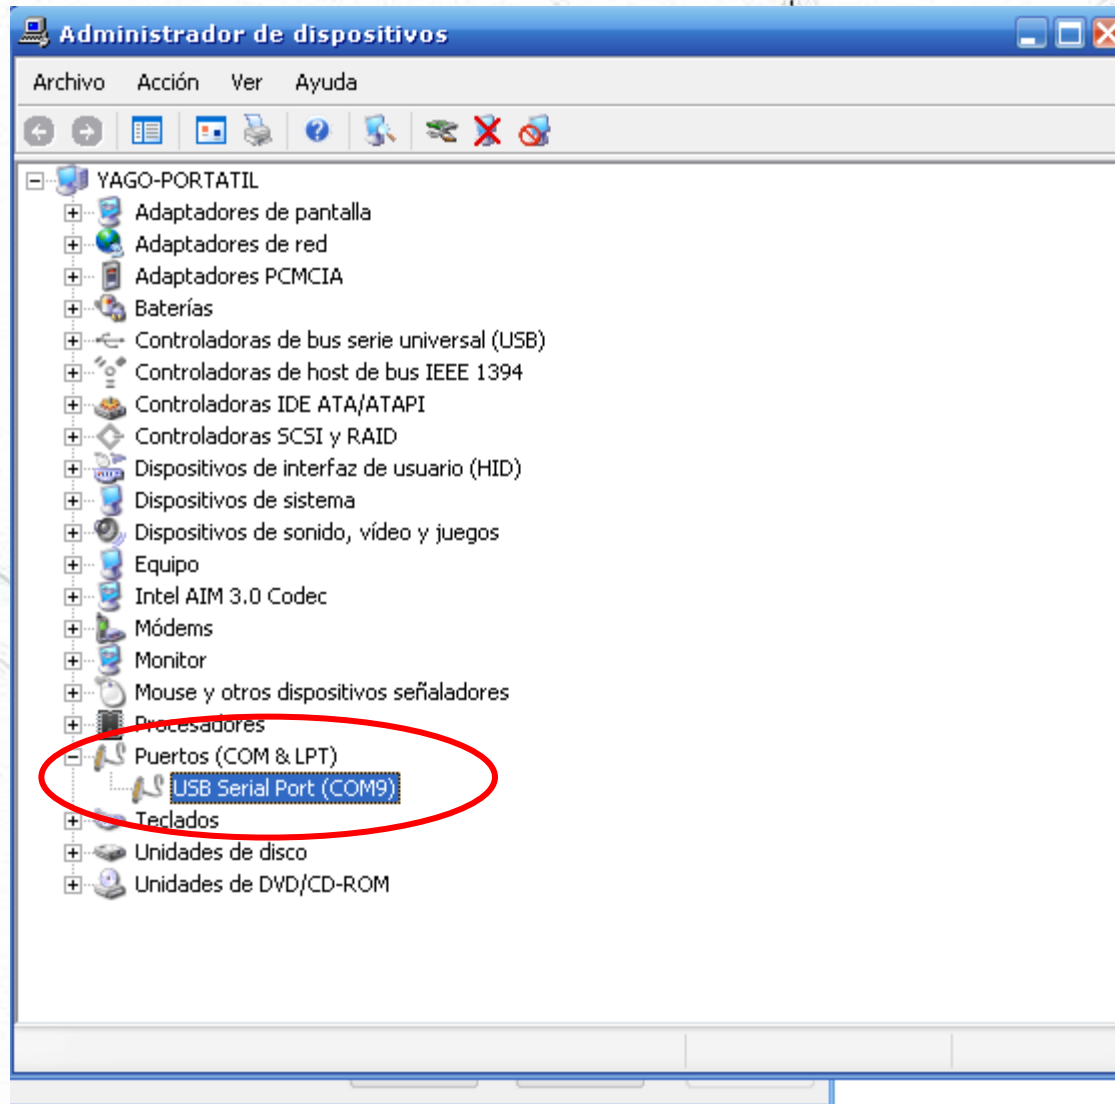 Administrador de dispositivos
Archivo Acción Ver Ayuda
YAGO-PORTATIL
Adaptadores de pantalla
Adaptadores de red
Adaptadores PCMCIA
Baterías
Controladoras de bus serie universal (USB)
Controladoras de host de bus IEEE 1394
Controladoras IDE ATA/ATAPI
Controladoras SCSI y RAID
Dispositivos de interfaz de usuario (HID)
Dispositivos de sistema
Dispositivos de sonido, vídeo y juegos
Equipo
Intel AIM 3.0 Codec
Módems
Monitor
Mouse y otros dispositivos señaladores
Procesadores
Puertos (COM & LPT)
USB Serial Port (COM9)
Teclados
Unidades de disco
Unidades de DVD/CD-ROM